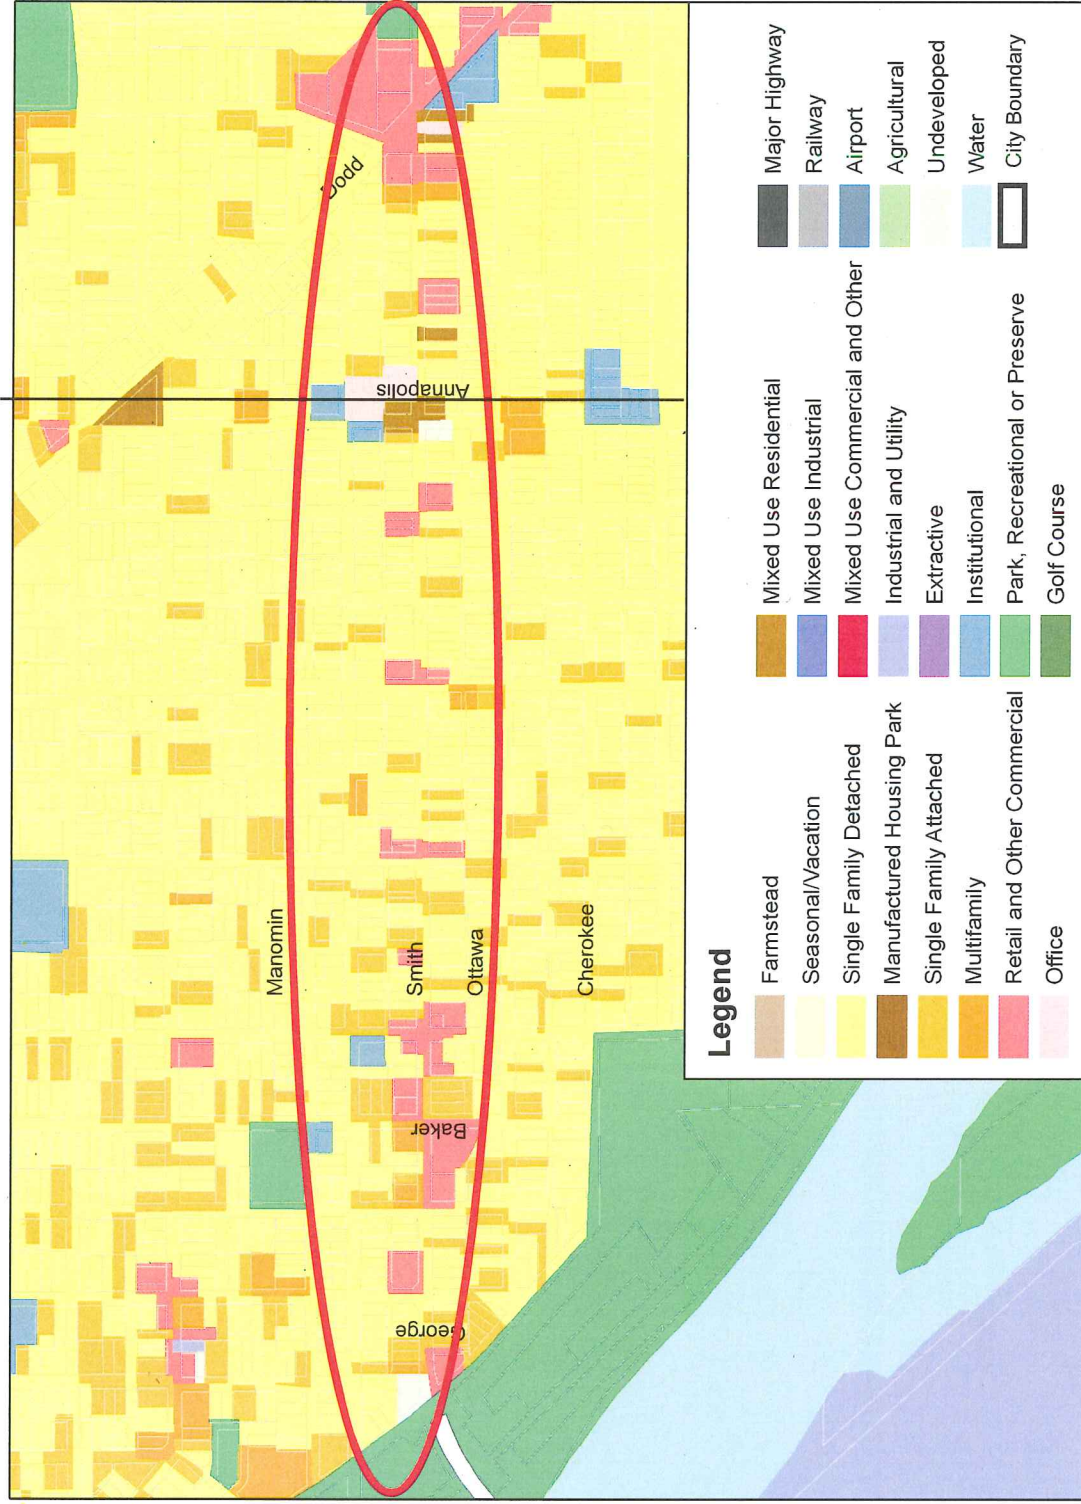 Dodd
Annapolis
Manomin
Smith
Ottawa
Cherokee
Baker
George
Legend
Farmstead
Seasonal/Vacation
Single Family Detached
Manufactured Housing Park
Single Family Attached
Multifamily
Retail and Other Commercial
Office
Mixed Use Residential
Mixed Use Industrial
Mixed Use Commercial and Other
Industrial and Utility
Extractive
Institutional
Park, Recreational or Preserve
Golf Course
Major Highway
Railway
Airport
Agricultural
Undeveloped
Water
City Boundary